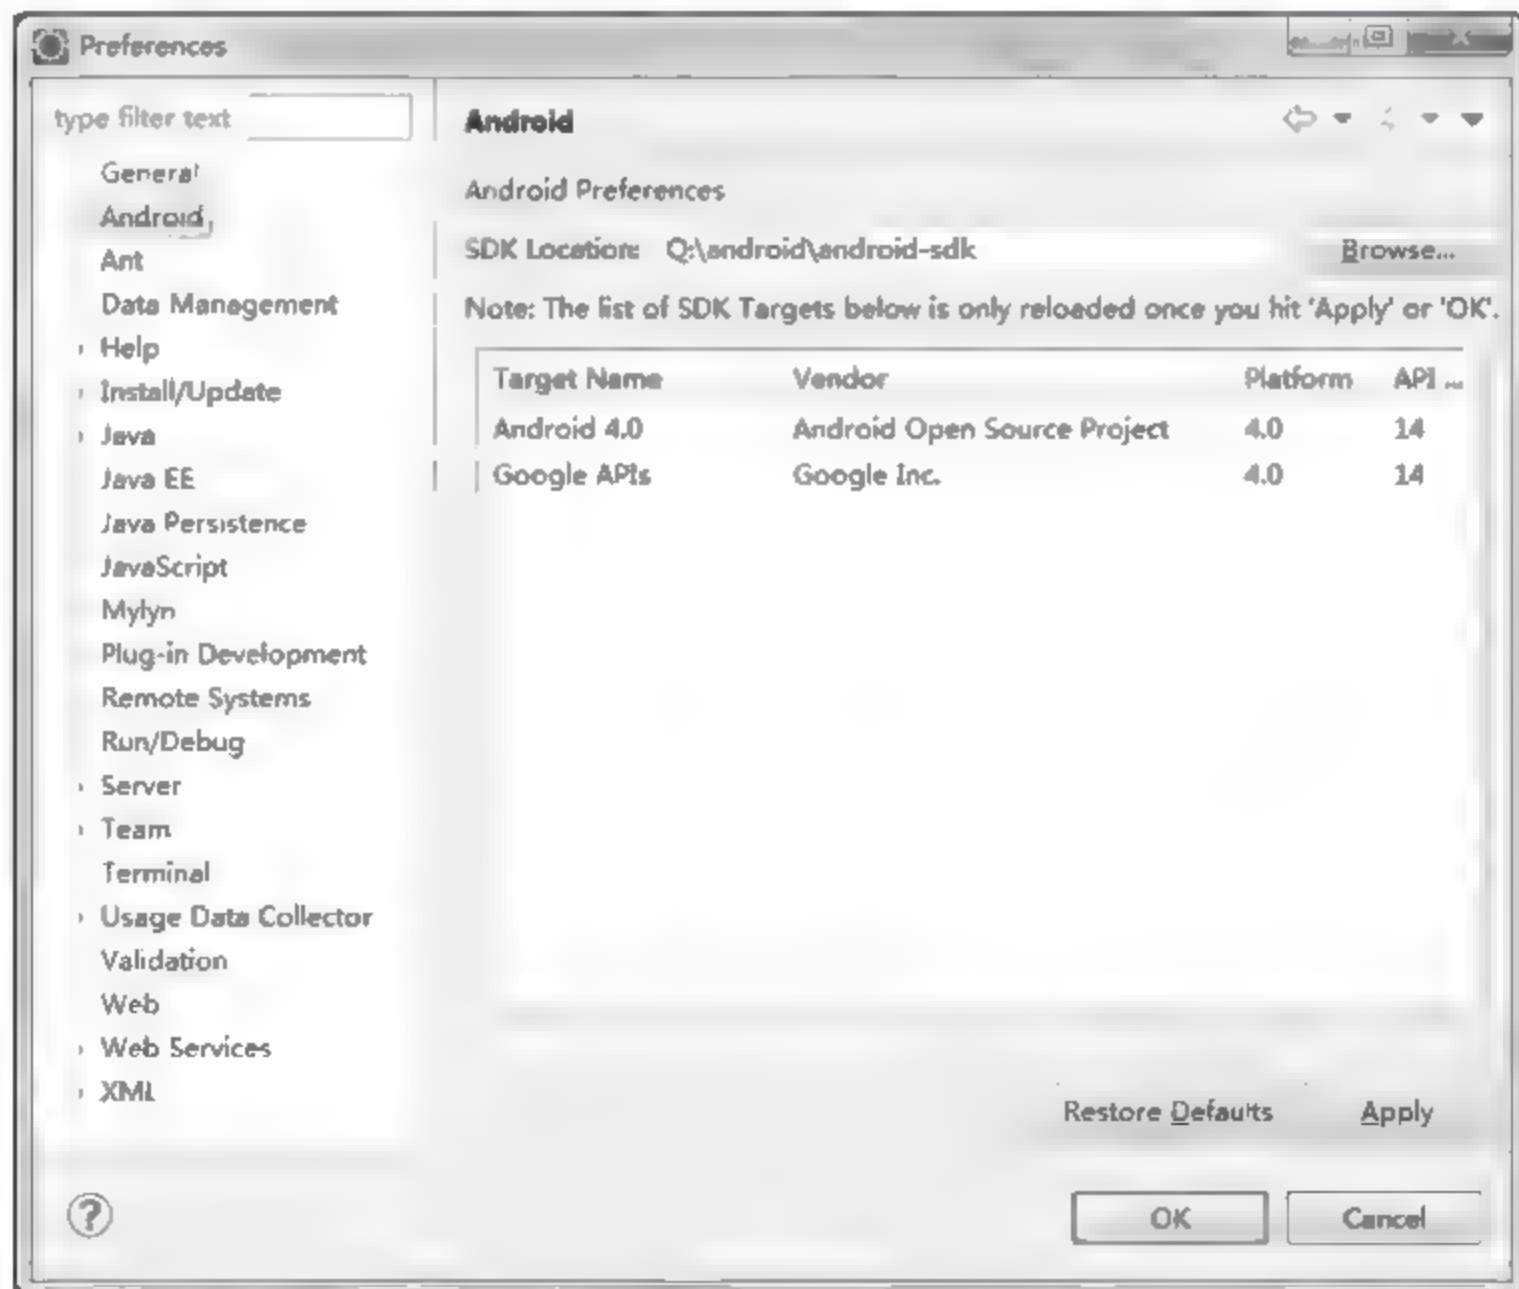 Preferences
type filter text
General
Android
Ant
Data Management
Help
Install/Update
Java
Java EE
Java Persistence
JavaScript
Mylyn
Plug-in Development
Remote Systems
Run/Debug
Server
Team
Terminal
Usage Data Collector
Validation
Web
Web Services
XML
Android
Android Preferences
SDK Location: Q:\android\android-sdk Browse...
Note: The list of SDK Targets below is only reloaded once you hit 'Apply' or 'OK'.
Target Name Vendor Platform API ...
Android 4.0 Android Open Source Project 4.0 14
Google APIs Google Inc. 4.0 14
Restore Defaults Apply
OK Cancel